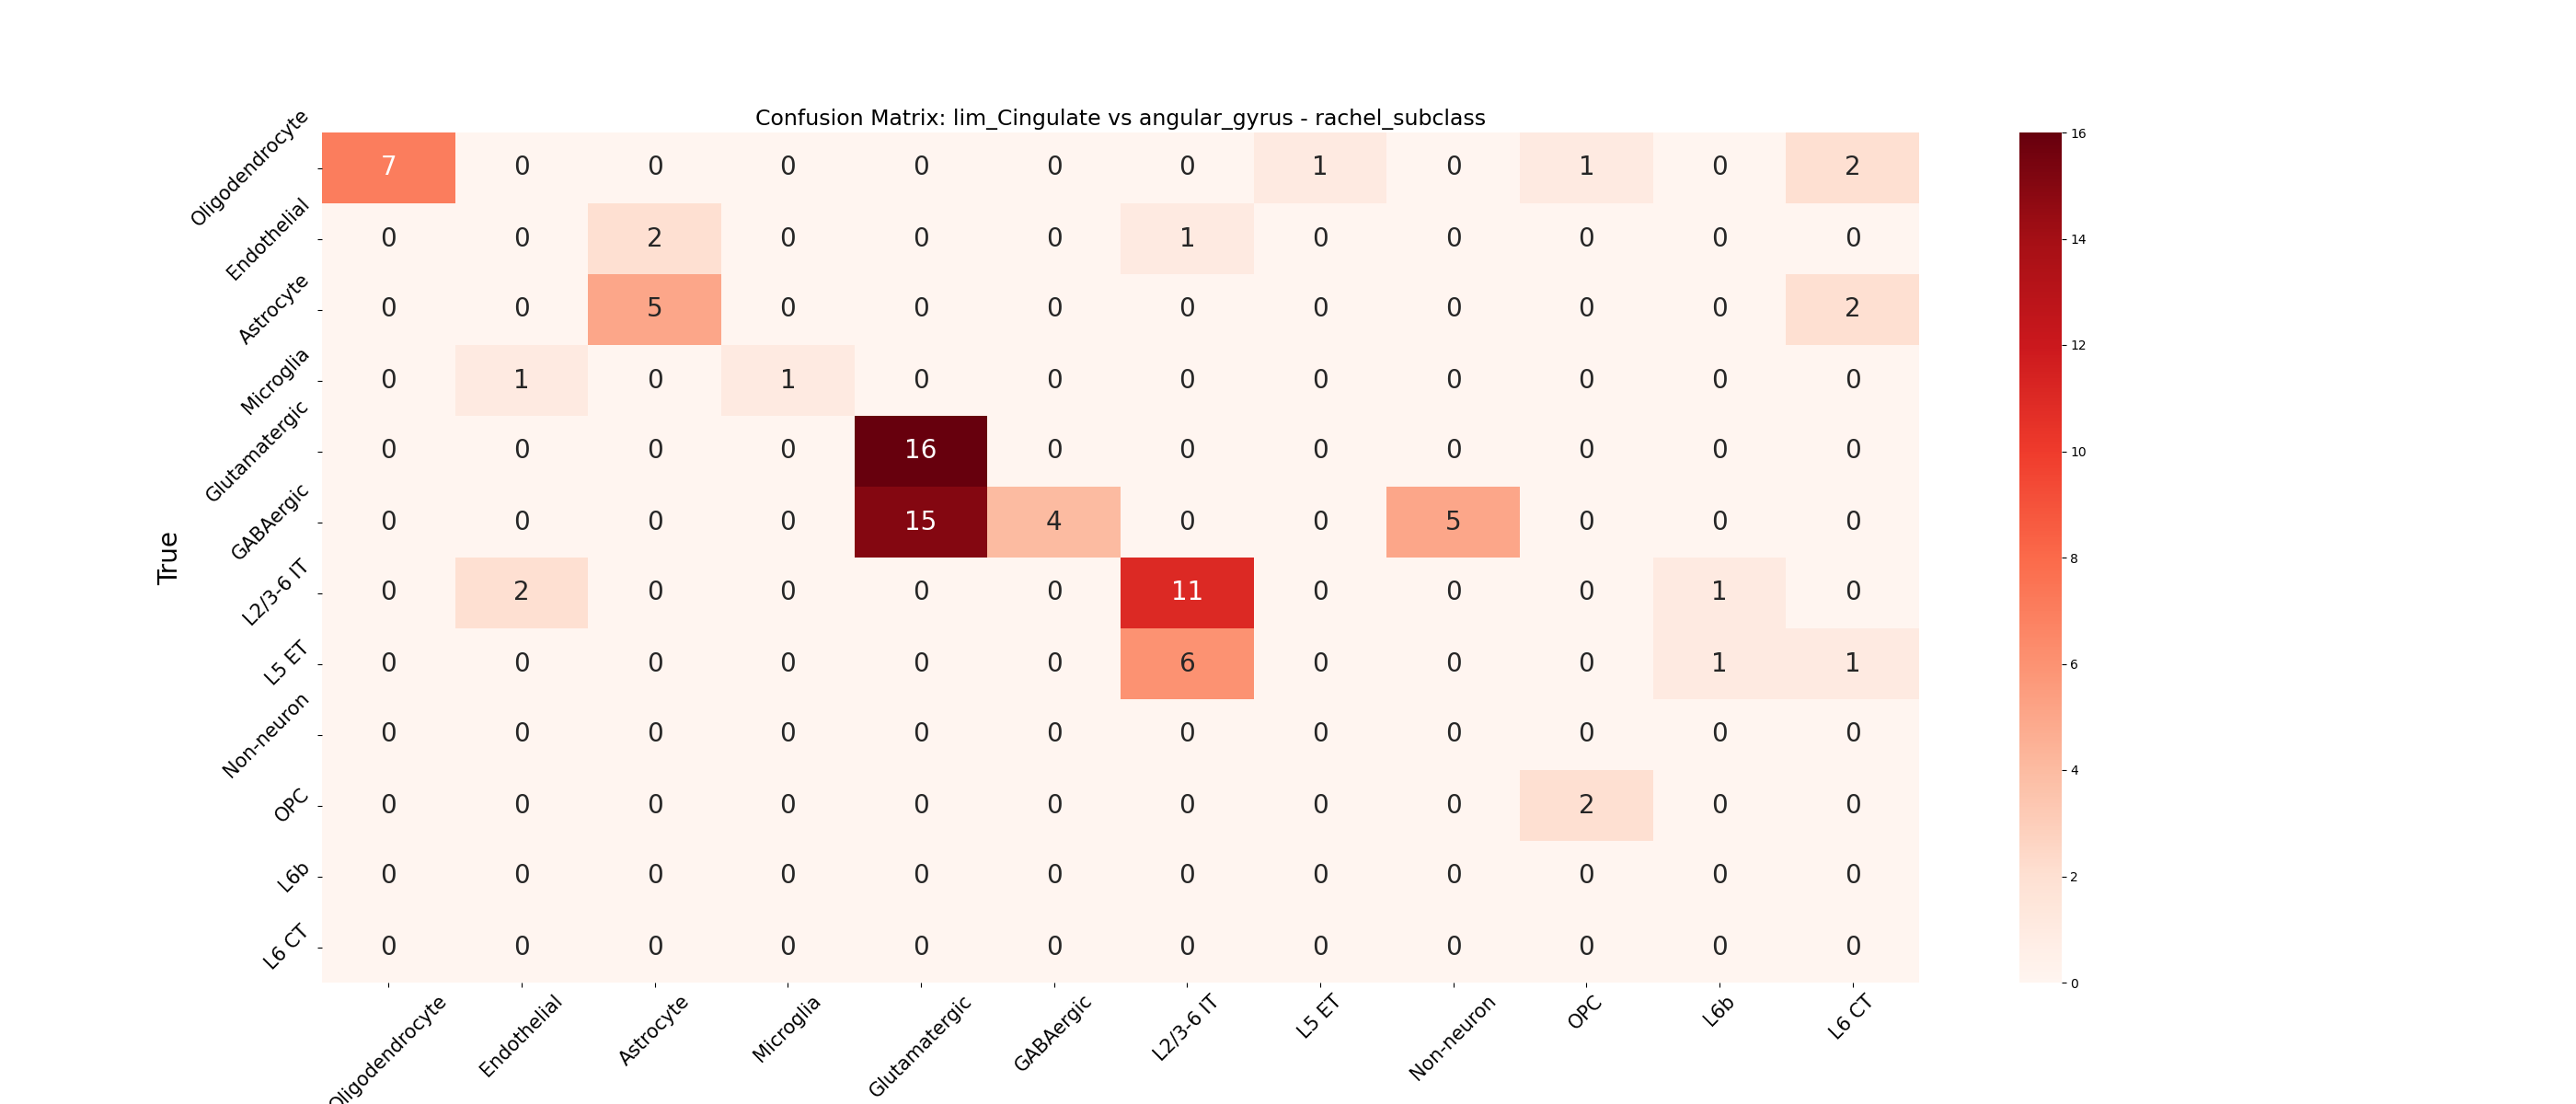 Confusion Matrix: lim_Cingulate vs angular_gyrus - rachel_subclass
True
Oligodendrocyte 7 0 0 0 0 0 0 1 0 1 0 2
Endothelial 0 0 2 0 0 0 1 0 0 0 0 0
Astrocyte 0 0 5 0 0 0 0 0 0 0 0 2
Microglia 0 1 0 1 0 0 0 0 0 0 0 0
Glutamatergic 0 0 0 0 16 0 0 0 0 0 0 0
GABAergic 0 0 0 0 15 4 0 0 5 0 0 0
L2/3-6 IT 0 2 0 0 0 0 11 0 0 0 1 0
L5 ET 0 0 0 0 0 0 6 0 0 0 1 1
Non-neuron 0 0 0 0 0 0 0 0 0 0 0 0
OPC 0 0 0 0 0 0 0 0 0 2 0 0
L6b 0 0 0 0 0 0 0 0 0 0 0 0
L6 CT 0 0 0 0 0 0 0 0 0 0 0 0
Oligodendrocyte Endothelial Astrocyte Microglia Glutamatergic GABAergic L2/3-6 IT L5 ET Non-neuron OPC L6b L6 CT
16
14
12
10
8
6
4
2
0